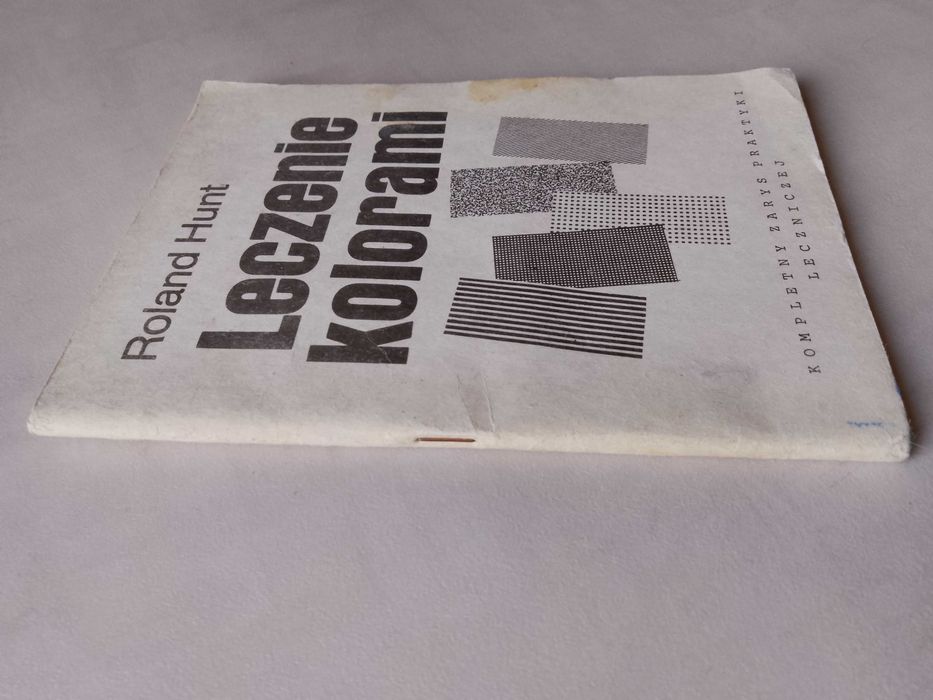 Roland Hunt
Leczenie
kolorami
KOMPLETNY ZARYS PRAKTYKI
LECZNICZEJ